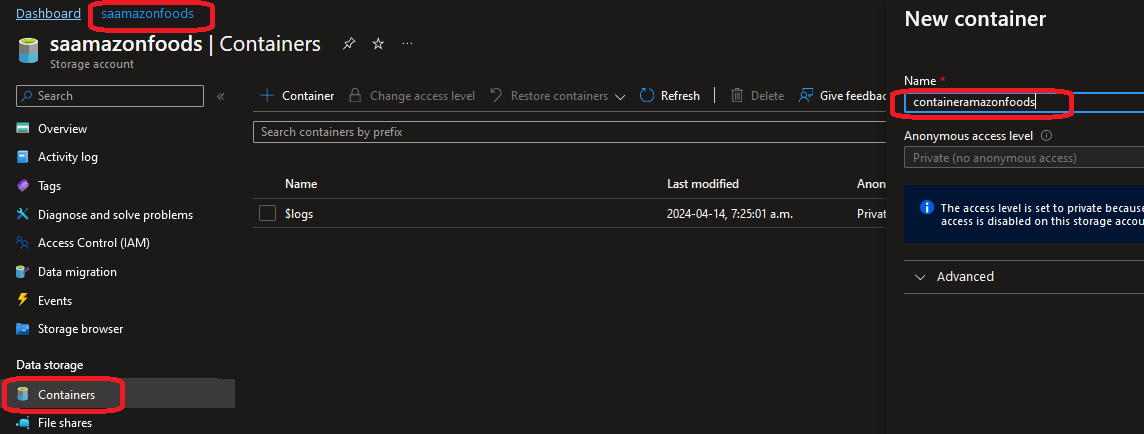 Dashboard saamazonfoods
saamazonfoods | Containers
Storage account
Search
Overview
Activity log
Tags
Diagnose and solve problems
Access Control (IAM)
Data migration
Events
Storage browser
Data storage
Containers
File shares
Container Change access level Restore containers Refresh Delete Give feedbac
Search containers by prefix
Name Last modified Anon
$logs 2024-04-14, 7:25:01 a.m. Privat
New container
Name *
containeramazonfoods
Anonymous access level
Private (no anonymous access)
The access level is set to private because
access is disabled on this storage accou
Advanced